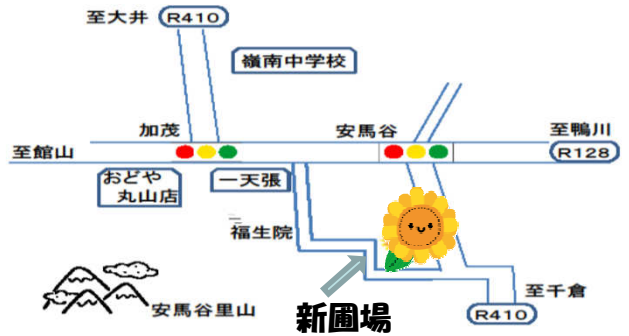 至大井 R410
嶺南中学校
加茂
安馬谷
至鴨川
至館山
R128
おどや
丸山店
一天張
福生院
至千倉
R410
安馬谷里山
新圃場